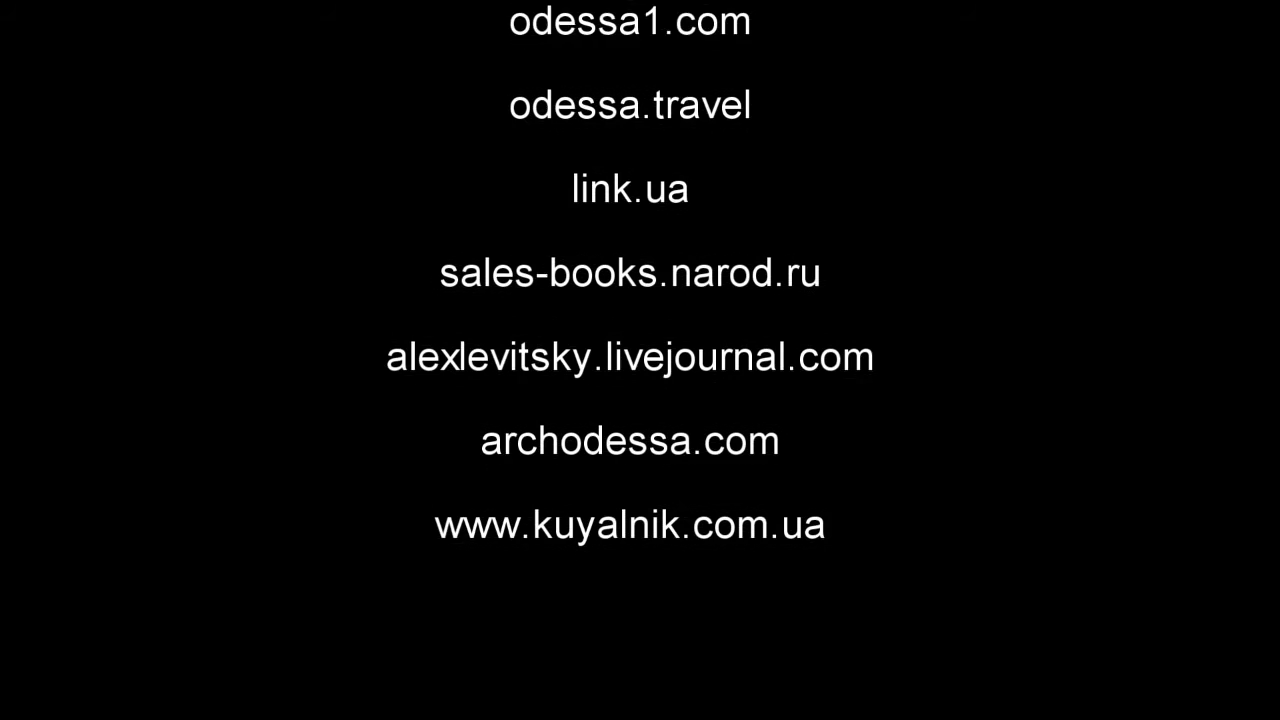 odessa1.com
odessa.travel
link.ua
sales-books.narod.ru
alexlevitsky.livejournal.com
archodessa.com
www.kuyalnik.com.ua